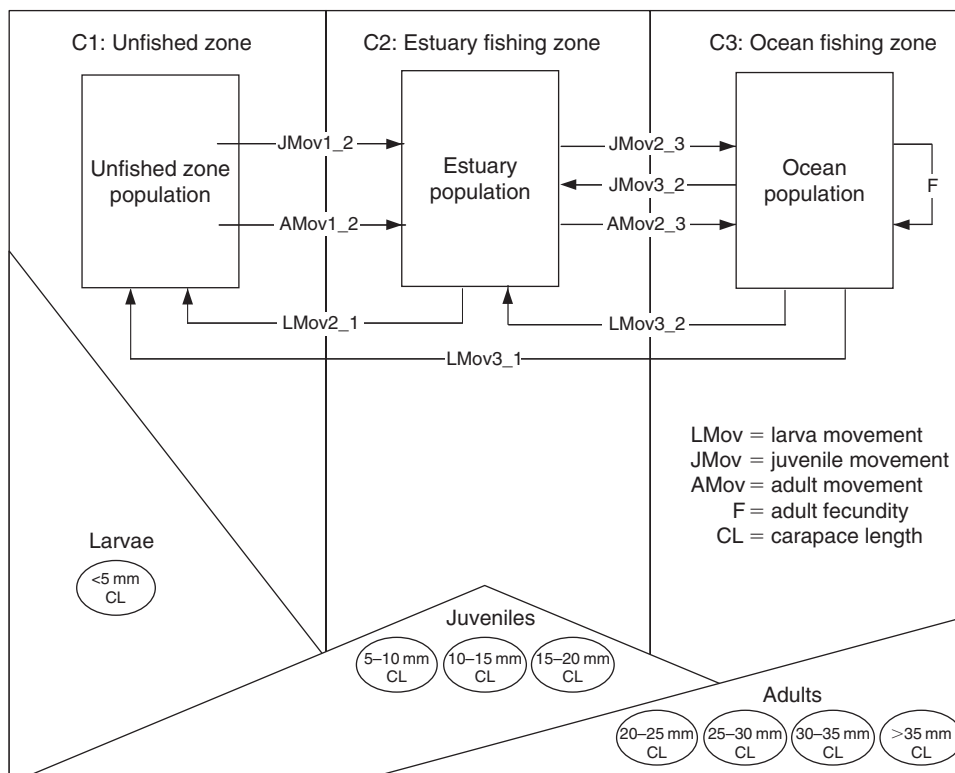 C1: Unfished zone
C2: Estuary fishing zone
C3: Ocean fishing zone
Unfished zone
population
Estuary
population
Ocean
population
JMov1_2
AMov1_2
JMov2_3
JMov3_2
AMov2_3
F
LMov2_1
LMov3_2
LMov3_1
LMov = larva movement
JMov = juvenile movement
AMov = adult movement
F = adult fecundity
CL = carapace length
Larvae
<5 mm
CL
Juveniles
5–10 mm
CL
10–15 mm
CL
15–20 mm
CL
Adults
20–25 mm
CL
25–30 mm
CL
30–35 mm
CL
>35 mm
CL